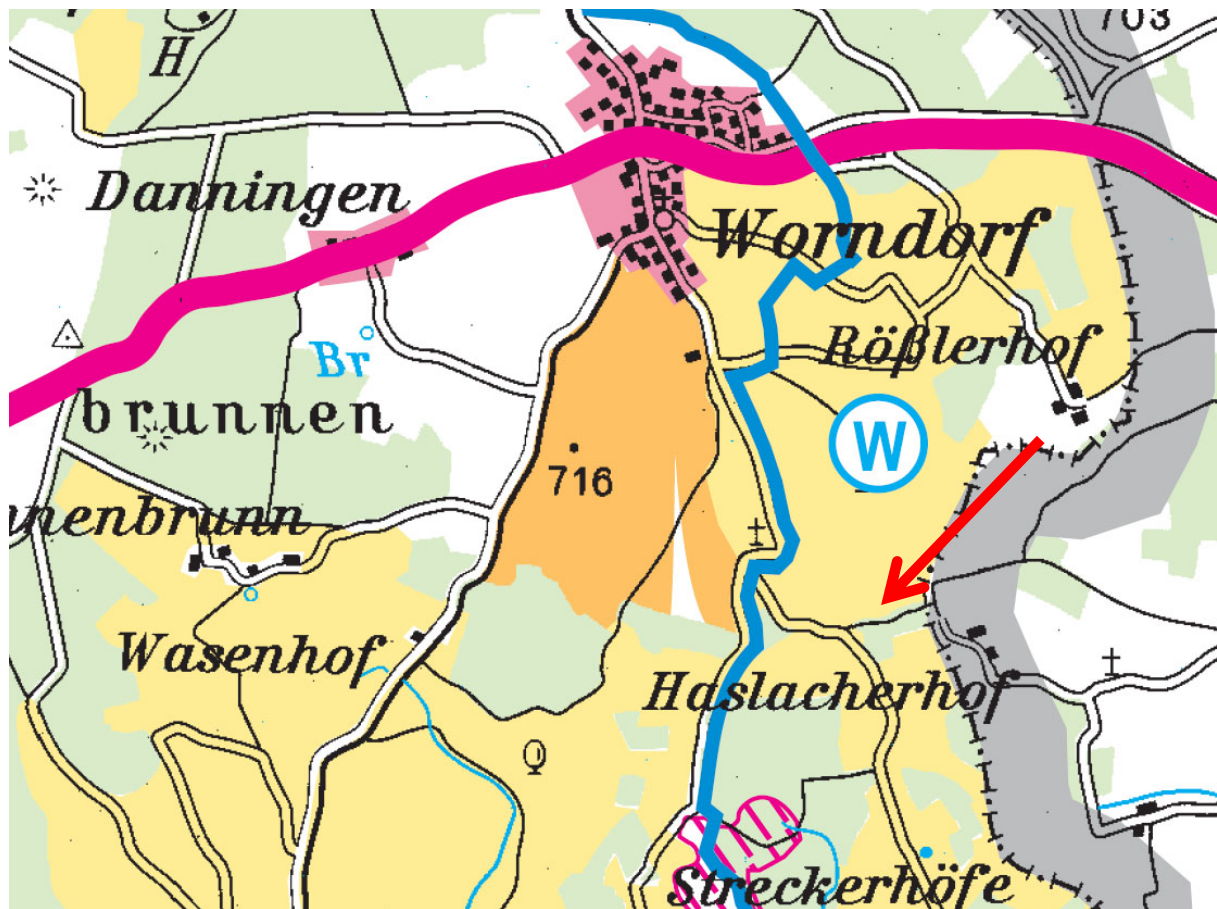 703
H
Danningen
Worndorf
Br
Rößlerhof
brunnen
W
716
nenbrunn
Wasenhof
Haslacherhof
Streckerhöfe